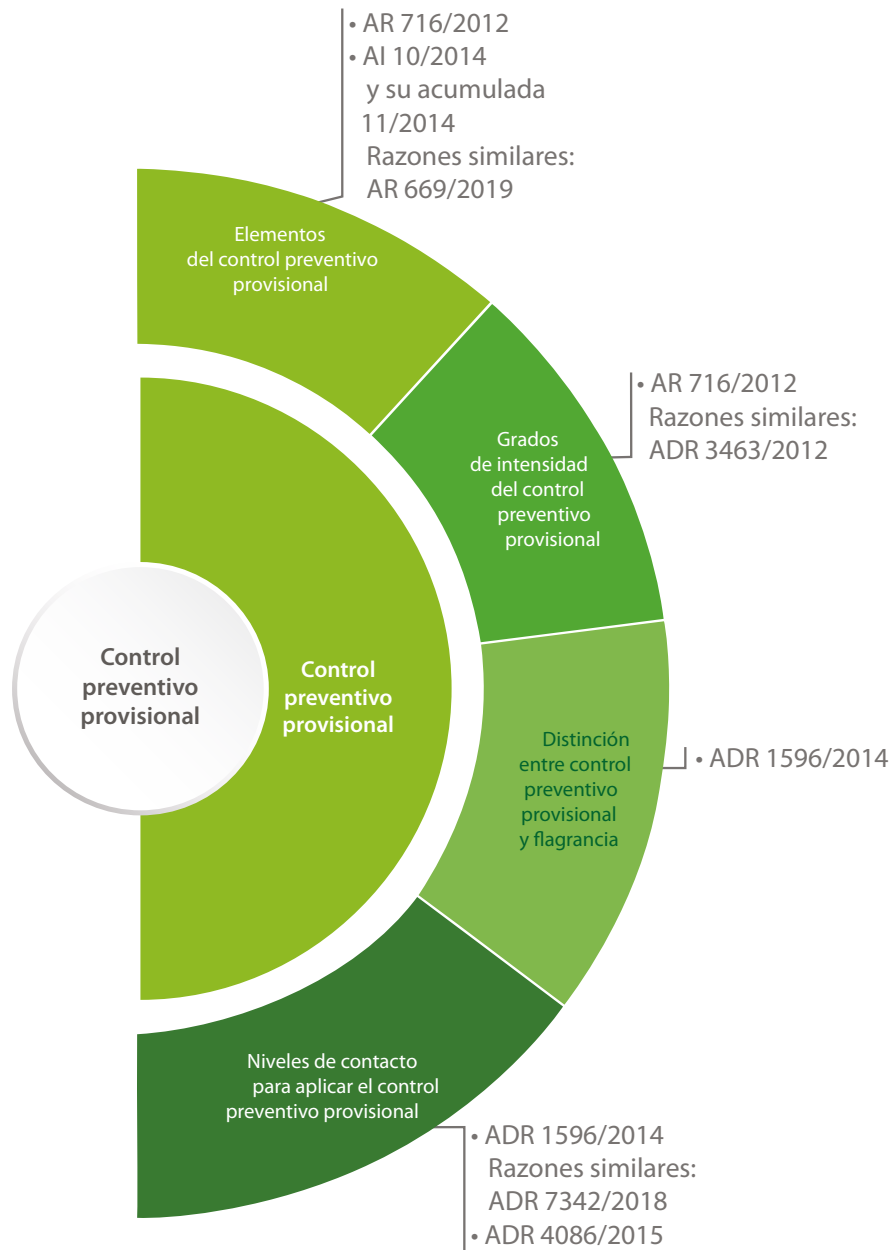 • AR 716/2012
• AI 10/2014
y su acumulada
11/2014
Razones similares:
AR 669/2019
Elementos
del control preventivo
provisional
• AR 716/2012
Razones similares:
ADR 3463/2012
Grados
de intensidad
del control
preventivo
provisional
Control
preventivo
provisional
Control
preventivo
provisional
Distinción
entre control
preventivo
provisional
y flagrancia
• ADR 1596/2014
Niveles de contacto
para aplicar el control
preventivo provisional
• ADR 1596/2014
Razones similares:
ADR 7342/2018
• ADR 4086/2015